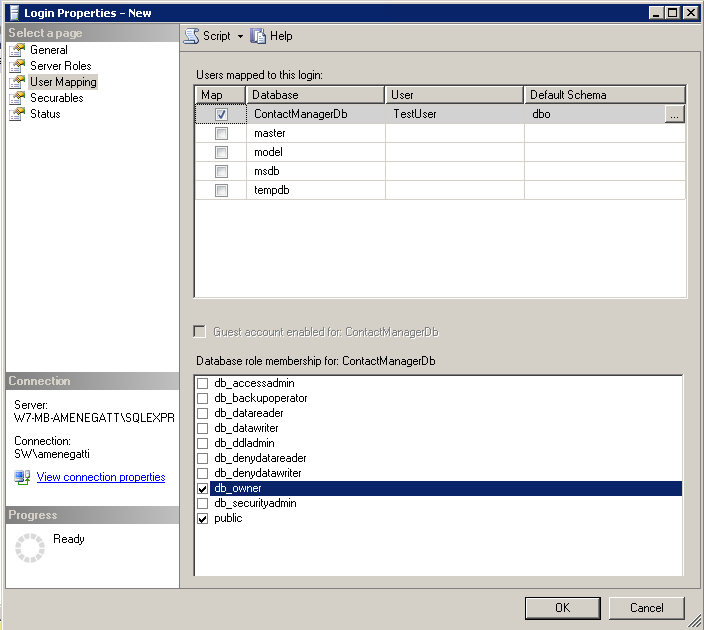 Login Properties - New
Select a page
General
Server Roles
User Mapping
Securables
Status
Script
Help
Users mapped to this login:
Map Database User Default Schema
ContactManagerDb TestUser dbo ...
master
model
msdb
tempdb
Guest account enabled for: ContactManagerDb
Database role membership for: ContactManagerDb
db_accessadmin
db_backupoperator
db_datareader
db_datawriter
db_ddladmin
db_denydatareader
db_denydatawriter
db_owner
db_securityadmin
public
Connection
Server:
W7-MB-AMENEGATT\SQLEXPR
Connection:
SW\amenegatti
View connection properties
Progress
Ready
OK Cancel